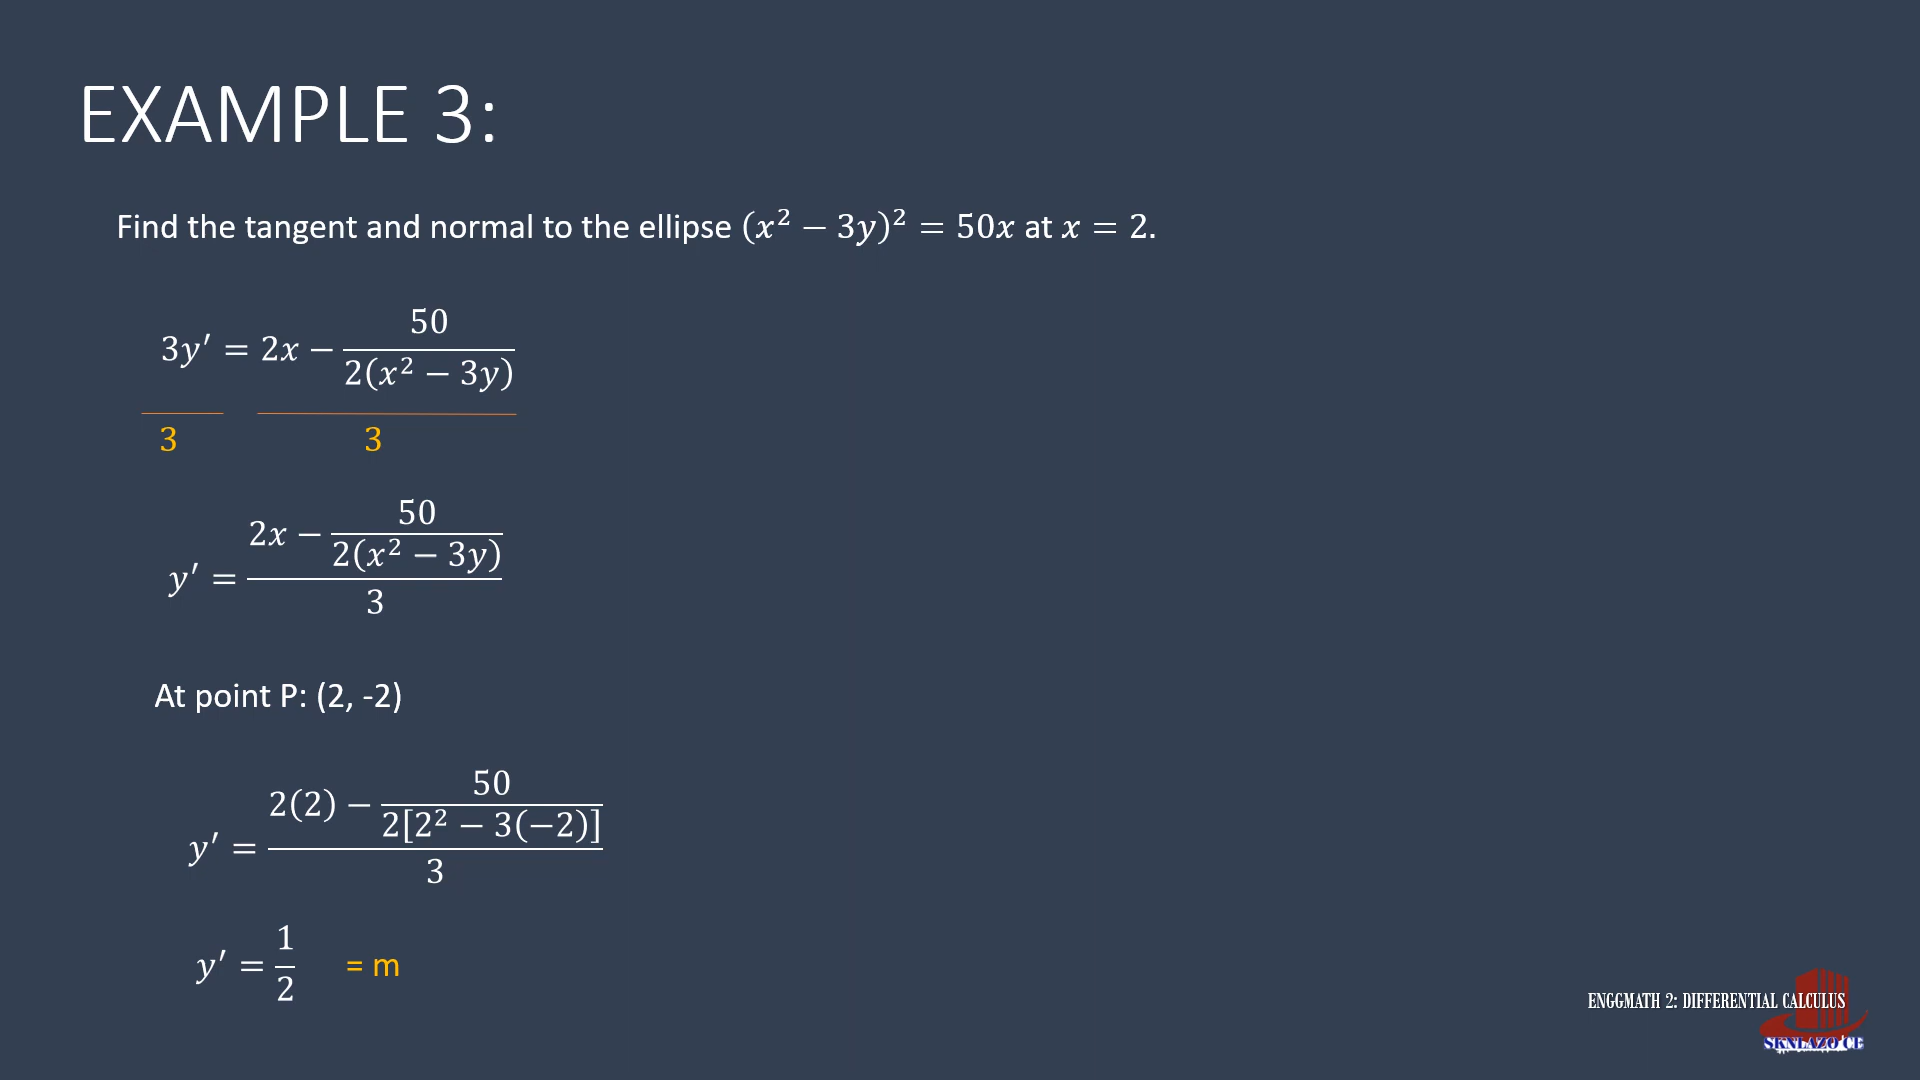 EXAMPLE 3:
Find the tangent and normal to the ellipse (x² − 3y)² = 50x at x = 2.
3y′ = 2x − 50 / 2(x² − 3y)
3 3
y′ = (2x − 50 / 2(x² − 3y)) / 3
At point P: (2, -2)
y′ = (2(2) − 50 / 2[2² − 3(−2)]) / 3
y′ = 1/2 = m
ENGGMATH 2: DIFFERENTIAL CALCULUS
SKNLAZO CE